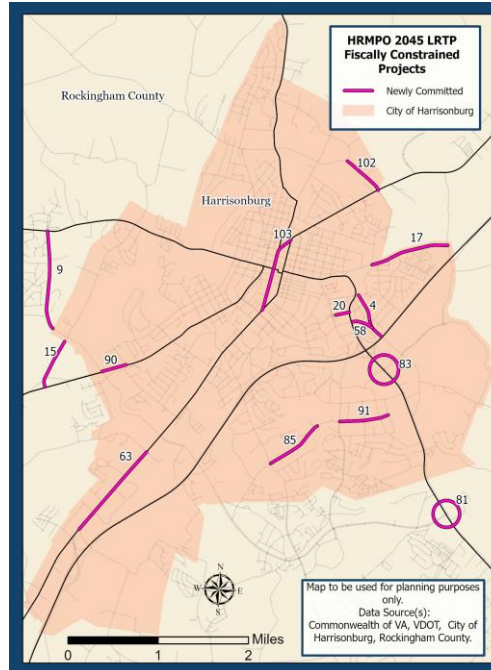 HRMPO 2045 LRTP
Fiscally Constrained
Projects
Newly Committed
City of Harrisonburg
Rockingham County
102
Harrisonburg
103
17
9
20
4
58
15
90
83
91
85
63
81
N
W
E
S
Miles
0
1
2
Map to be used for planning purposes
only.
Data Source(s):
Commonwealth of VA, VDOT, City of
Harrisonburg, Rockingham County.